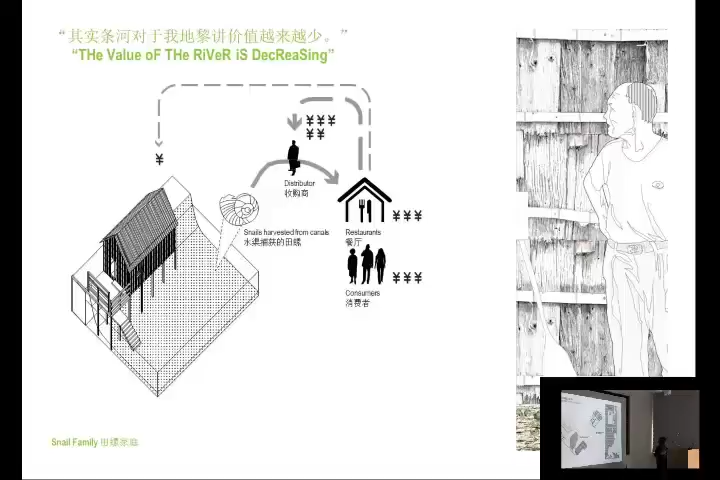 “其实条河对于我地黎讲价值越来越少。”
“THe Value oF THe RiVeR iS DecReaSing”
¥¥¥
¥¥
¥
Distributor
收购商
¥¥¥
Snails harvested from canals
水渠捕获的田螺
Restaurants
餐厅
¥¥¥
Consumers
消费者
Snail Family 田螺家庭